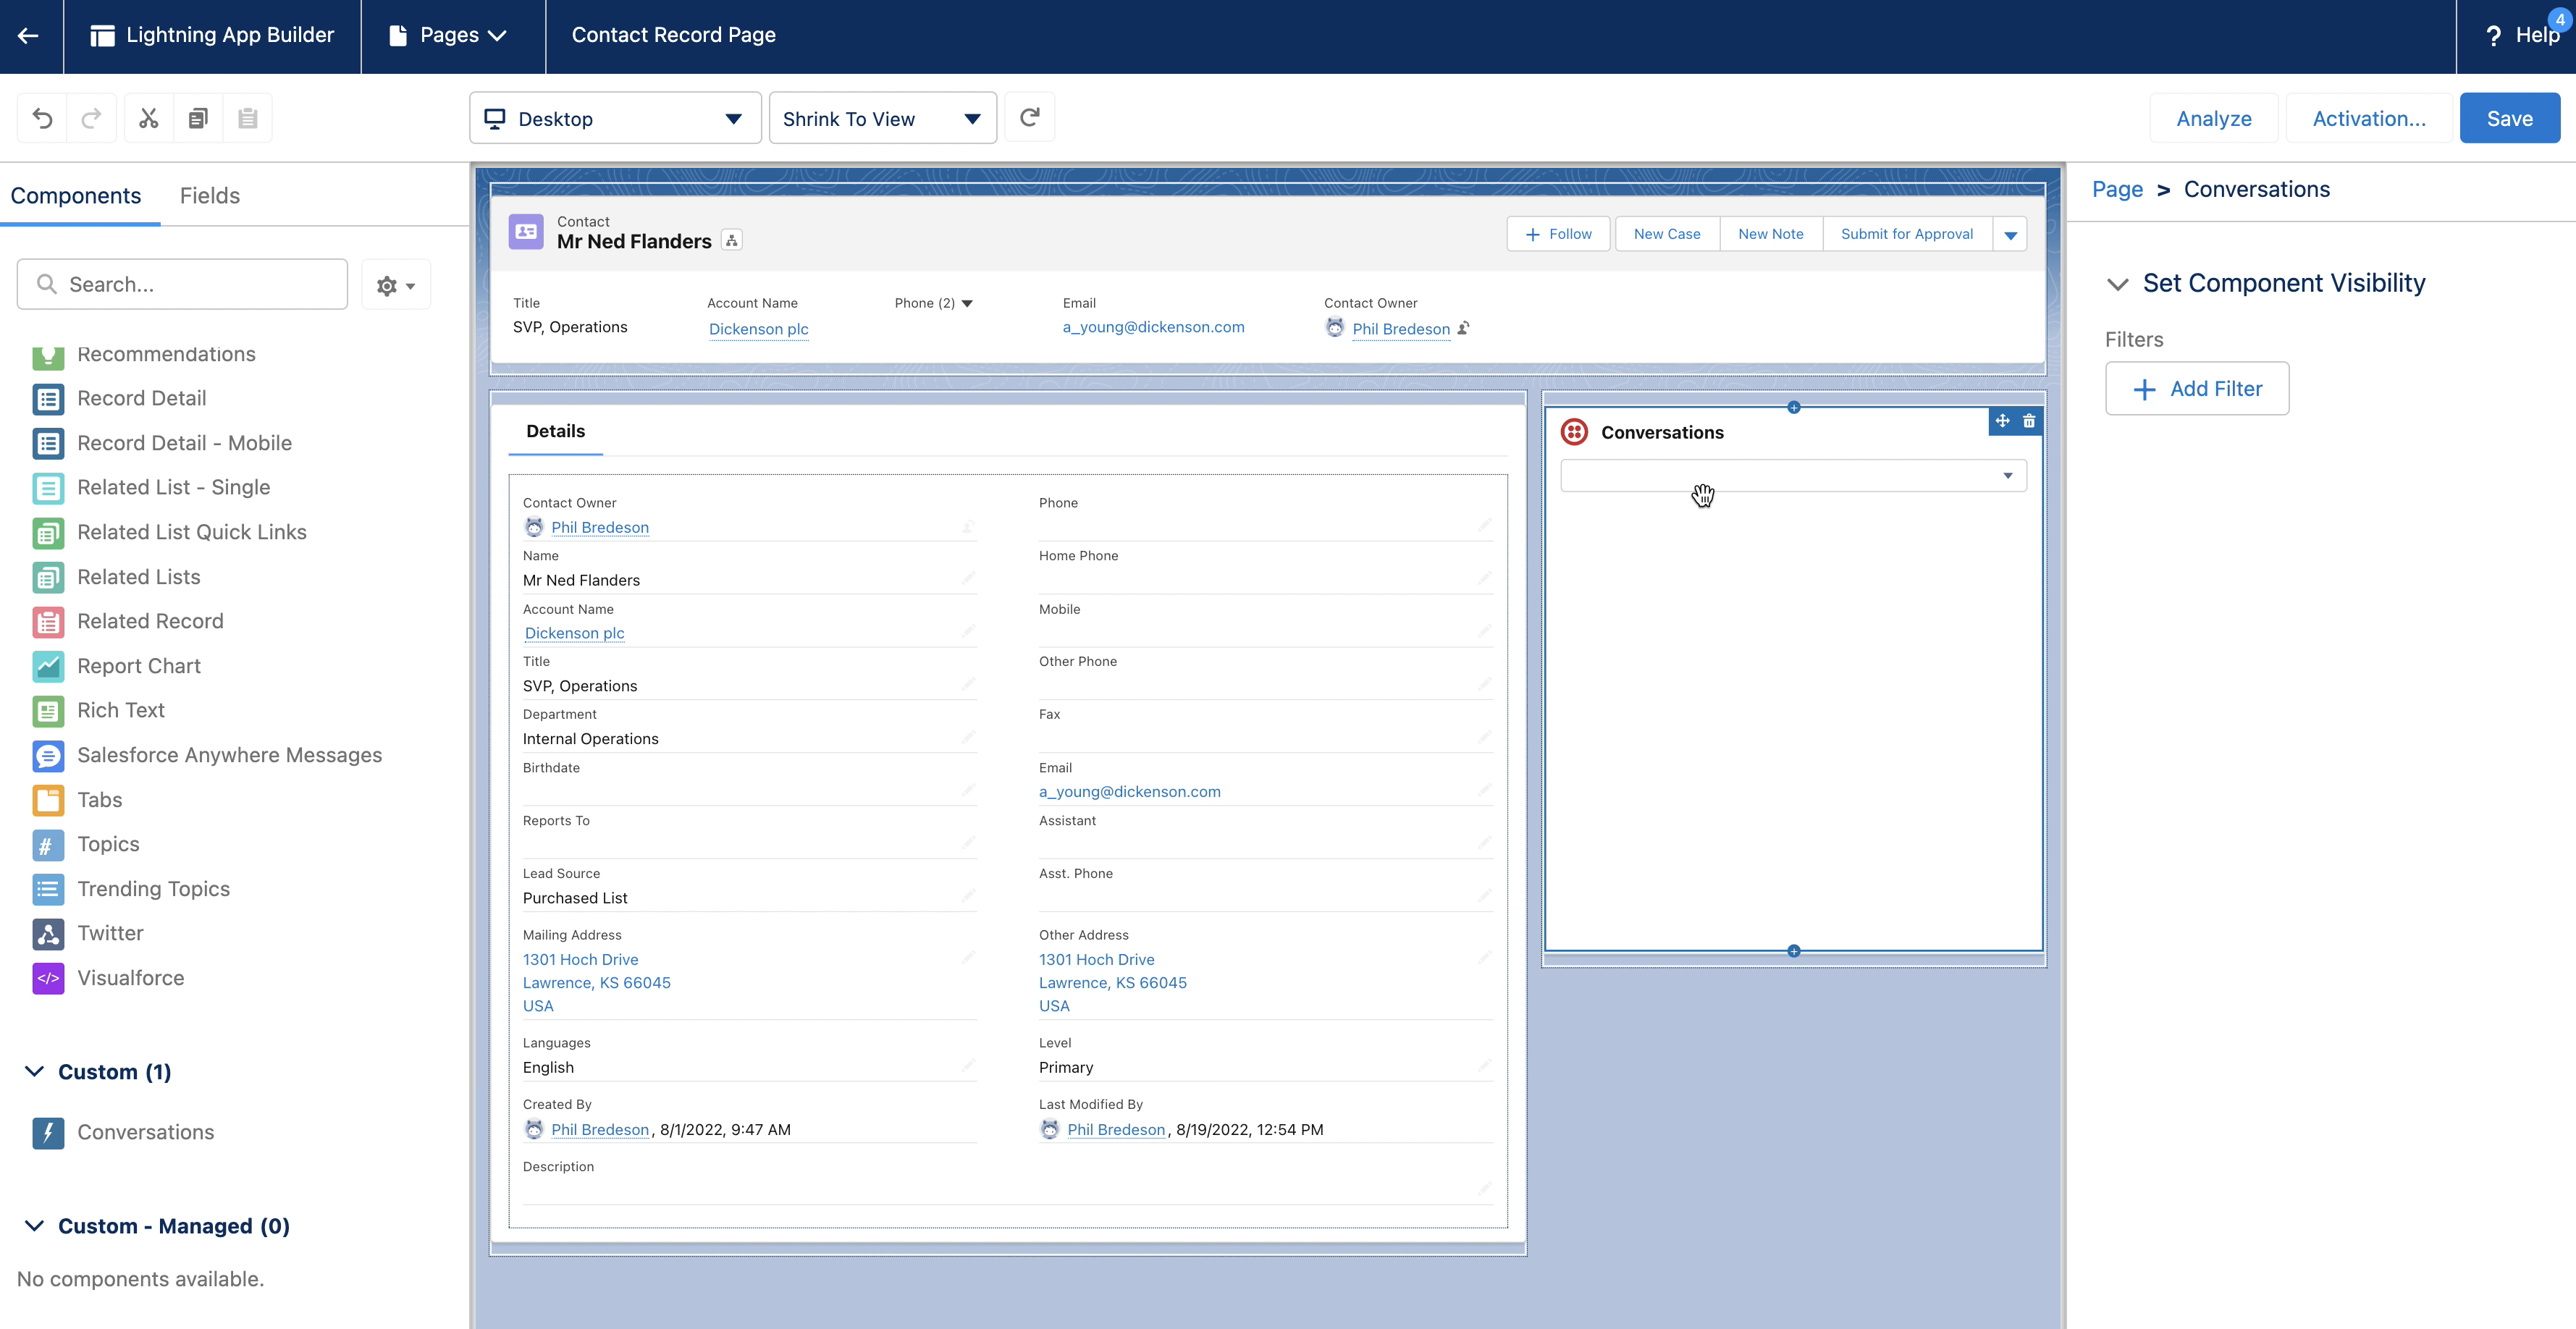 Lightning App Builder
Pages
Contact Record Page
? Help
4
Desktop
Shrink To View
Analyze
Activation...
Save
Components
Fields
Search...
Recommendations
Record Detail
Record Detail - Mobile
Related List - Single
Related List Quick Links
Related Lists
Related Record
Report Chart
Rich Text
Salesforce Anywhere Messages
Tabs
# Topics
Trending Topics
Twitter
</> Visualforce
Custom (1)
Conversations
Custom - Managed (0)
No components available.
Contact
Mr Ned Flanders
+ Follow
New Case
New Note
Submit for Approval
Title
SVP, Operations
Account Name
Dickenson plc
Phone (2)
Email
a_young@dickenson.com
Contact Owner
Phil Bredeson
Details
Contact Owner
Phil Bredeson
Phone
Name
Mr Ned Flanders
Home Phone
Account Name
Dickenson plc
Mobile
Title
SVP, Operations
Other Phone
Department
Internal Operations
Fax
Birthdate
Email
a_young@dickenson.com
Reports To
Assistant
Lead Source
Purchased List
Asst. Phone
Mailing Address
1301 Hoch Drive
Lawrence, KS 66045
USA
Other Address
1301 Hoch Drive
Lawrence, KS 66045
USA
Languages
English
Level
Primary
Created By
Phil Bredeson, 8/1/2022, 9:47 AM
Last Modified By
Phil Bredeson, 8/19/2022, 12:54 PM
Description
Conversations
Page > Conversations
Set Component Visibility
Filters
+ Add Filter